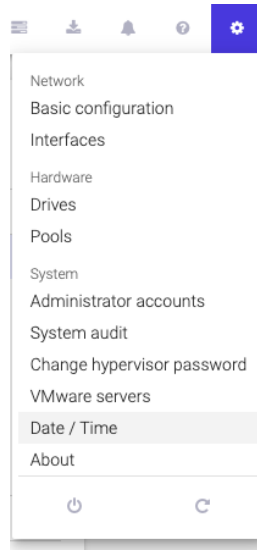 Network
Basic configuration
Interfaces
Hardware
Drives
Pools
System
Administrator accounts
System audit
Change hypervisor password
VMware servers
Date / Time
About